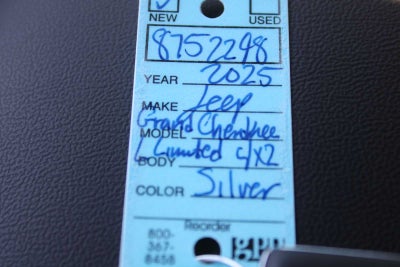 NEW USED
8752298
YEAR 2025
MAKE Jeep
MODEL Grand Cherokee
BODY Limited 4x2
COLOR Silver
Reorder
800-
367-
8458